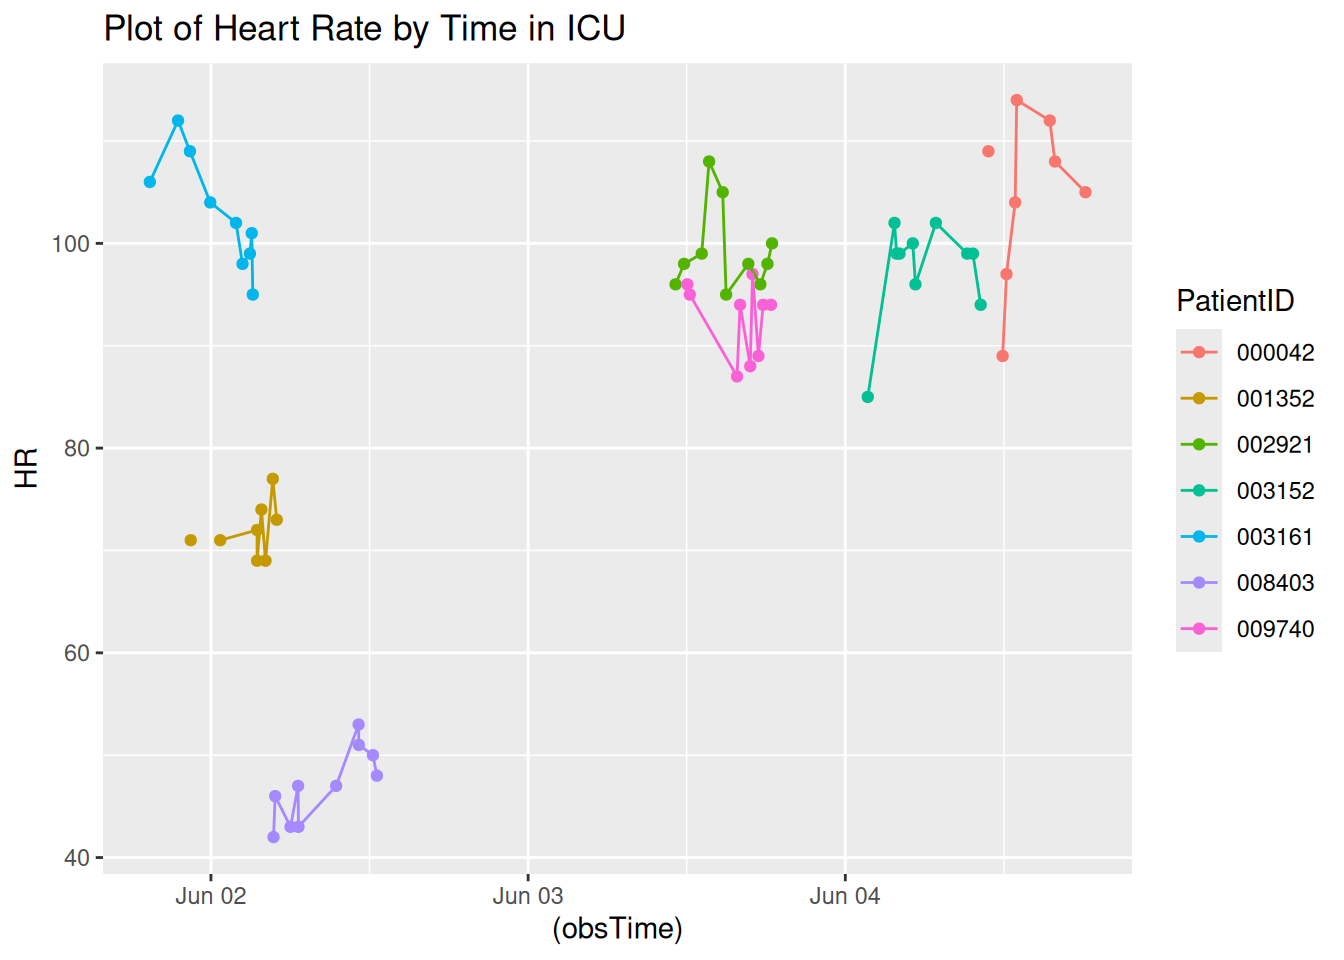 Plot of Heart Rate by Time in ICU
HR
100
80
60
40
Jun 02
Jun 03
Jun 04
(obsTime)
PatientID
000042
001352
002921
003152
003161
008403
009740